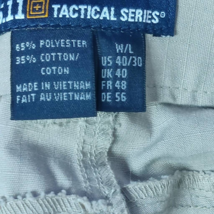 5.11 TACTICAL SERIES®
65% POLYESTER
35% COTTON/
COTON
MADE IN VIETNAM
FAIT AU VIETNAM
W/L
US 40/30
UK 40
FR 48
DE 56